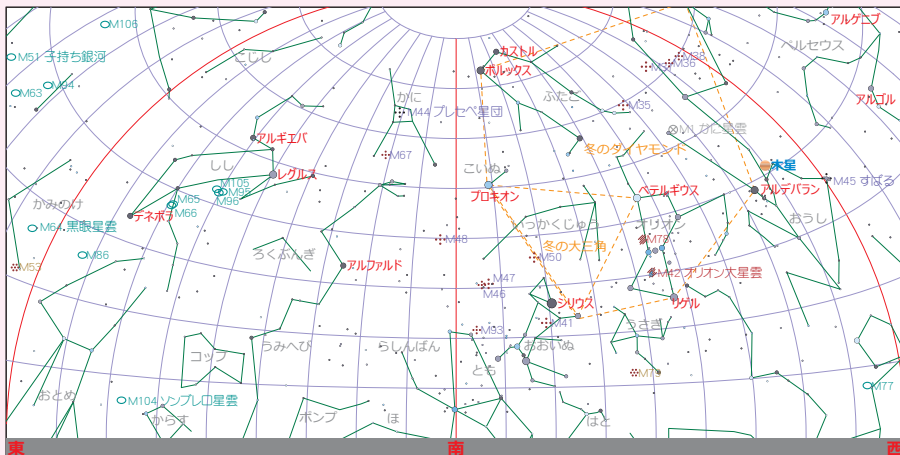 M106
アルゲニブ
M51 子持ち銀河
こじし
カストル
ペルセウス
M38
M36
ポルックス
M94
M63
かに
ふたご
アルゴル
M44 プレセペ星団
M35
M1 かに星雲
アルギエバ
冬のダイヤモンド
M67
しし
こいぬ
木星
レグルス
M105
M95
M96
プロキオン
ベテルギウス
アルデバラン
M45 すばる
かみのけ
M65
M66
デネボラ
いっかくじゅう
オリオン
おうし
M64 黒眼星雲
M48
M78
冬の大三角
M86
ろくぶんぎ
M50
M53
アルファルド
M42 オリオン大星雲
M47
M46
シリウス
リゲル
M93
M41
うさぎ
コップ
うみへび
らしんばん
おおいぬ
とも
M79
M77
おとめ
M104 ソンブレロ星雲
からす
ポンプ
ほ
はと
東
南
西